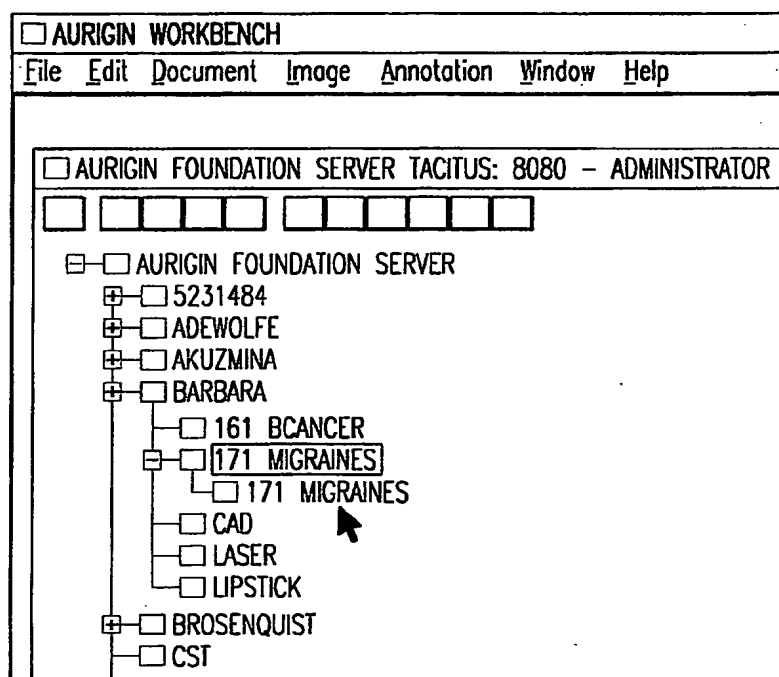 AURIGIN WORKBENCH
File Edit Document Image Annotation Window Help
AURIGIN FOUNDATION SERVER TACITUS: 8080 – ADMINISTRATOR
AURIGIN FOUNDATION SERVER
5231484
ADEWOLFE
AKUZMINA
BARBARA
161 BCANCER
171 MIGRAINES
171 MIGRAINES
CAD
LASER
LIPSTICK
BROSENQUIST
CST